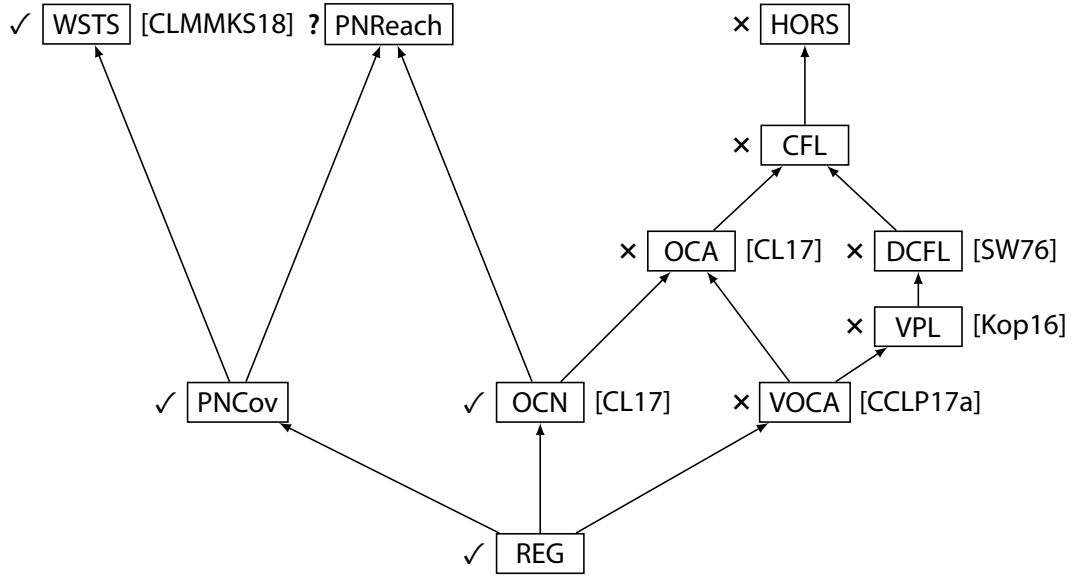 ✓ WSTS [CLMMKS18] ? PNReach × HORS
× CFL
× OCA [CL17] × DCFL [SW76]
× VPL [Kop16]
✓ PNCov ✓ OCN [CL17] × VOCA [CCLP17a]
✓ REG